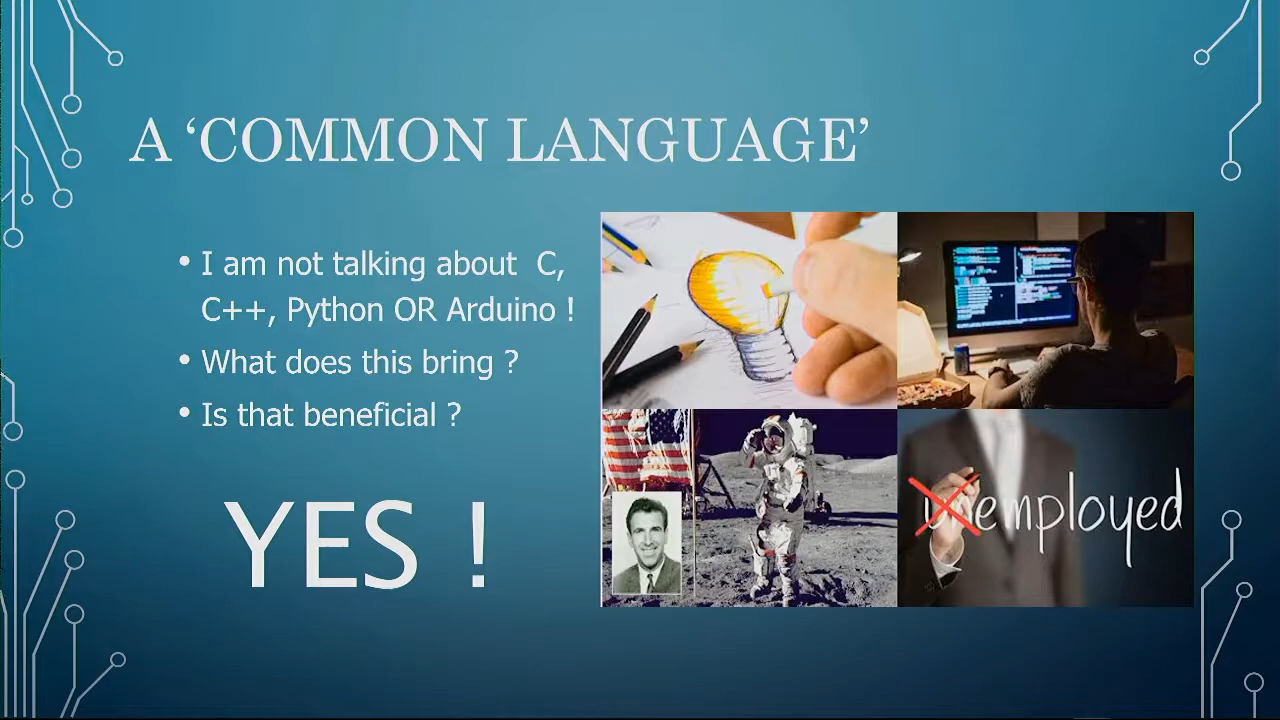 A ‘COMMON LANGUAGE’
• I am not talking about C,
C++, Python OR Arduino !
• What does this bring ?
• Is that beneficial ?
YES !
unemployed